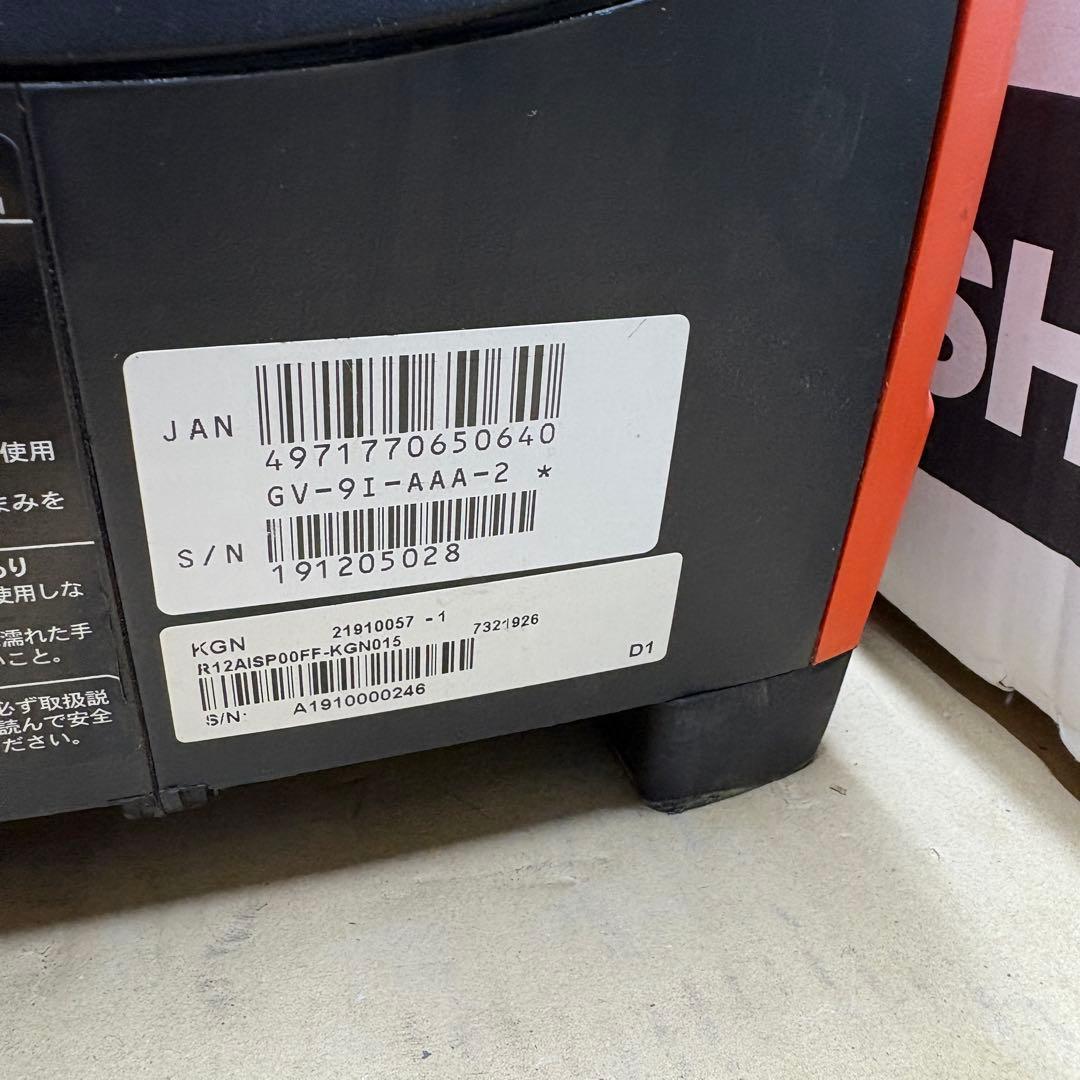 使用
まみを
使用しな
濡れた手
いこと。
必ず取扱説
読んで安全
ださい。
JAN
4971770650640
GV-9I-AAA-2 *
S/N
191205028
KGN
21910057 -1
7321926
R12AISP00FF-KGN015
D1
S/N:
A1910000246
SH